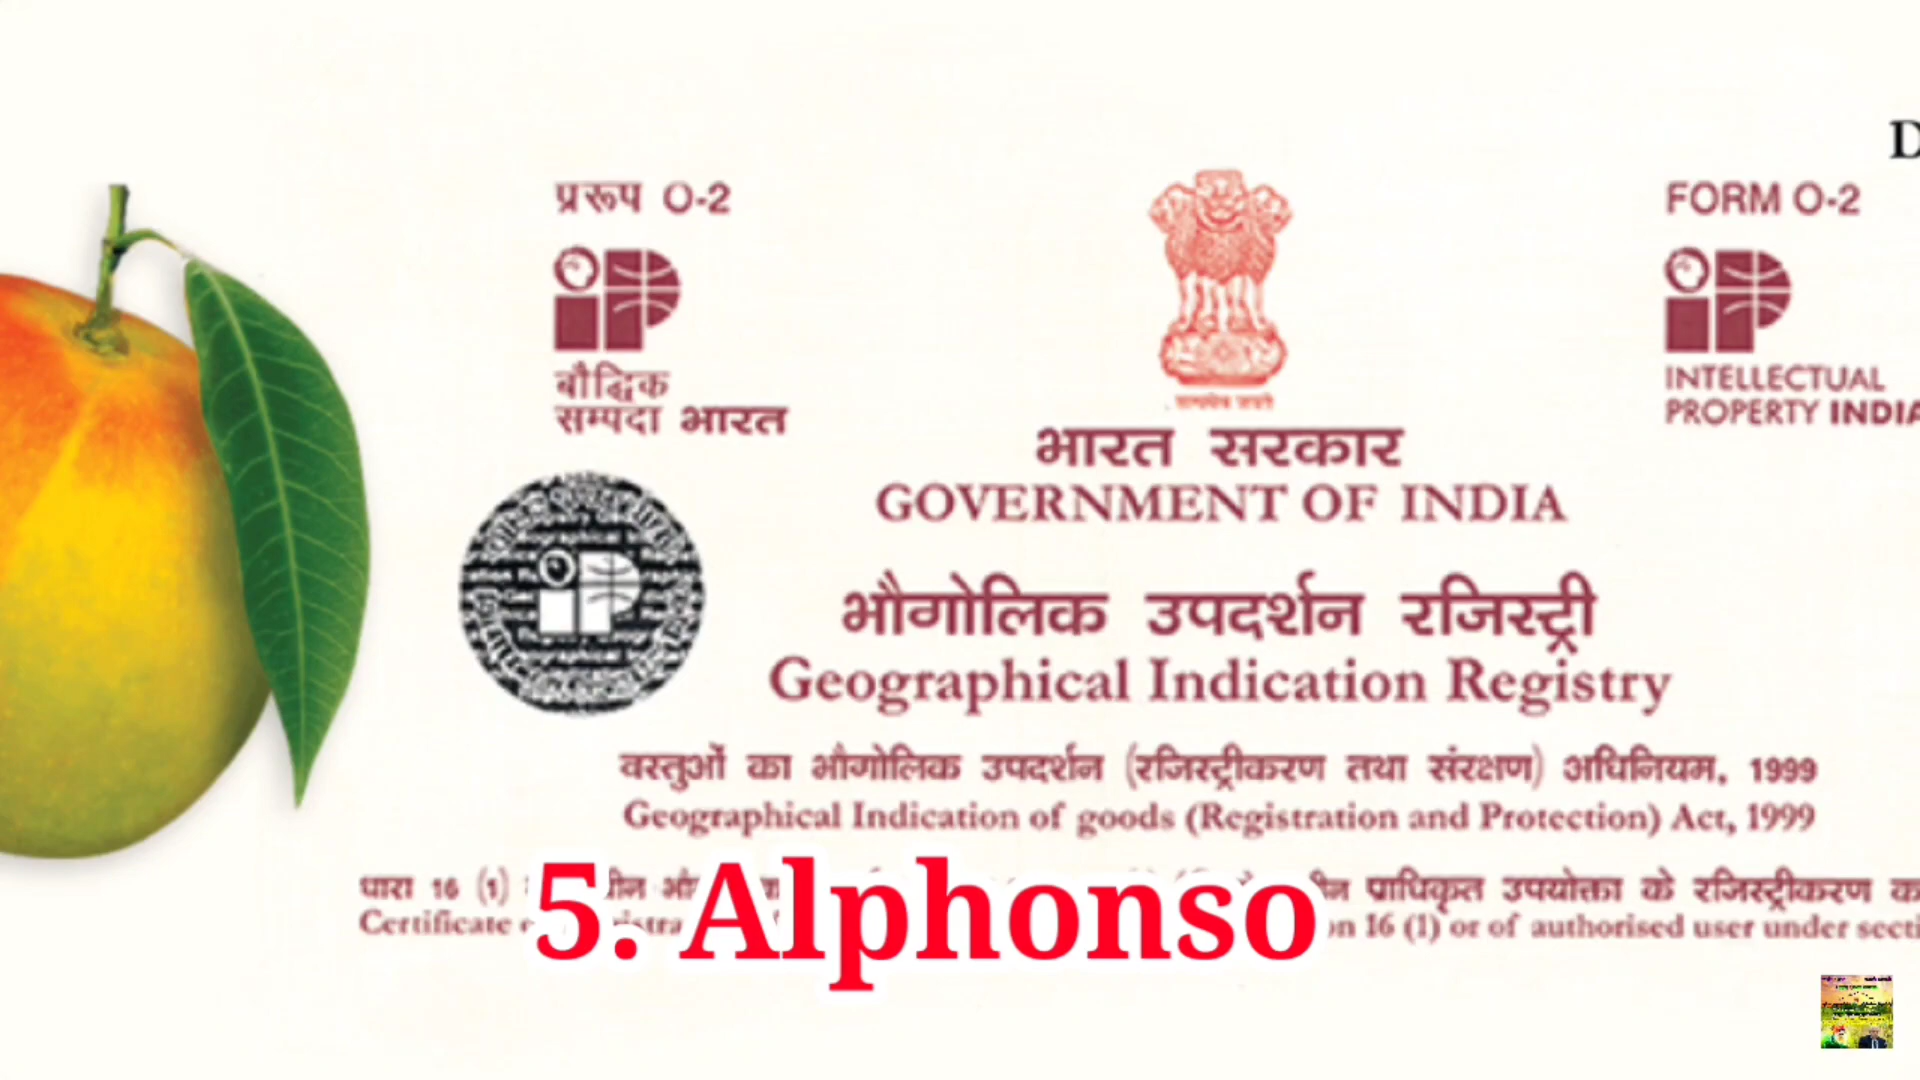 D
प्ररूप O-2
FORM O-2
बौद्धिक
सम्पदा भारत
INTELLECTUAL
PROPERTY INDIA
सत्यमेव जयते
भारत सरकार
GOVERNMENT OF INDIA
भौगोलिक उपदर्शन रजिस्ट्री
Geographical Indication Registry
वस्तुओं का भौगोलिक उपदर्शन (रजिस्ट्रीकरण तथा संरक्षण) अधिनियम, 1999
Geographical Indication of goods (Registration and Protection) Act, 1999
धारा 16 (1) प्राधिकृत उपयोक्ता के रजिस्ट्रीकरण
Certificate 16 (1) or of authorised user under secti
5. Alphonso